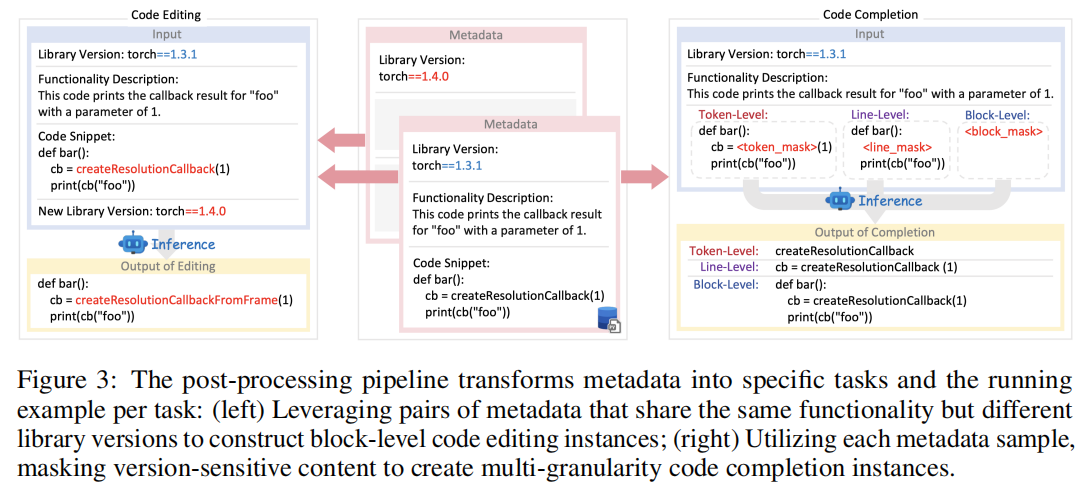 Code Editing
Input
Library Version: torch==1.3.1
Functionality Description:
This code prints the callback result for "foo"
with a parameter of 1.
Code Snippet:
def bar():
cb = createResolutionCallback(1)
print(cb("foo"))
New Library Version: torch==1.4.0
Inference
Output of Editing
def bar():
cb = createResolutionCallbackFromFrame(1)
print(cb("foo"))
Metadata
Library Version:
torch==1.4.0
Metadata
Library Version:
torch==1.3.1
Functionality Description:
This code prints the callback result
for "foo" with a parameter of 1.
Code Snippet:
def bar():
cb = createResolutionCallback(1)
print(cb("foo"))
Code Completion
Input
Library Version: torch==1.3.1
Functionality Description:
This code prints the callback result for "foo" with a parameter of 1.
Token-Level:
def bar():
cb = <token_mask>(1)
print(cb("foo"))
Line-Level:
def bar():
<line_mask>
print(cb("foo"))
Block-Level:
<block_mask>
Inference
Output of Completion
Token-Level: createResolutionCallback
Line-Level: cb = createResolutionCallback (1)
Block-Level: def bar():
cb = createResolutionCallback(1)
print(cb("foo"))
Figure 3: The post-processing pipeline transforms metadata into specific tasks and the running
example per task: (left) Leveraging pairs of metadata that share the same functionality but different
library versions to construct block-level code editing instances; (right) Utilizing each metadata sample,
masking version-sensitive content to create multi-granularity code completion instances.